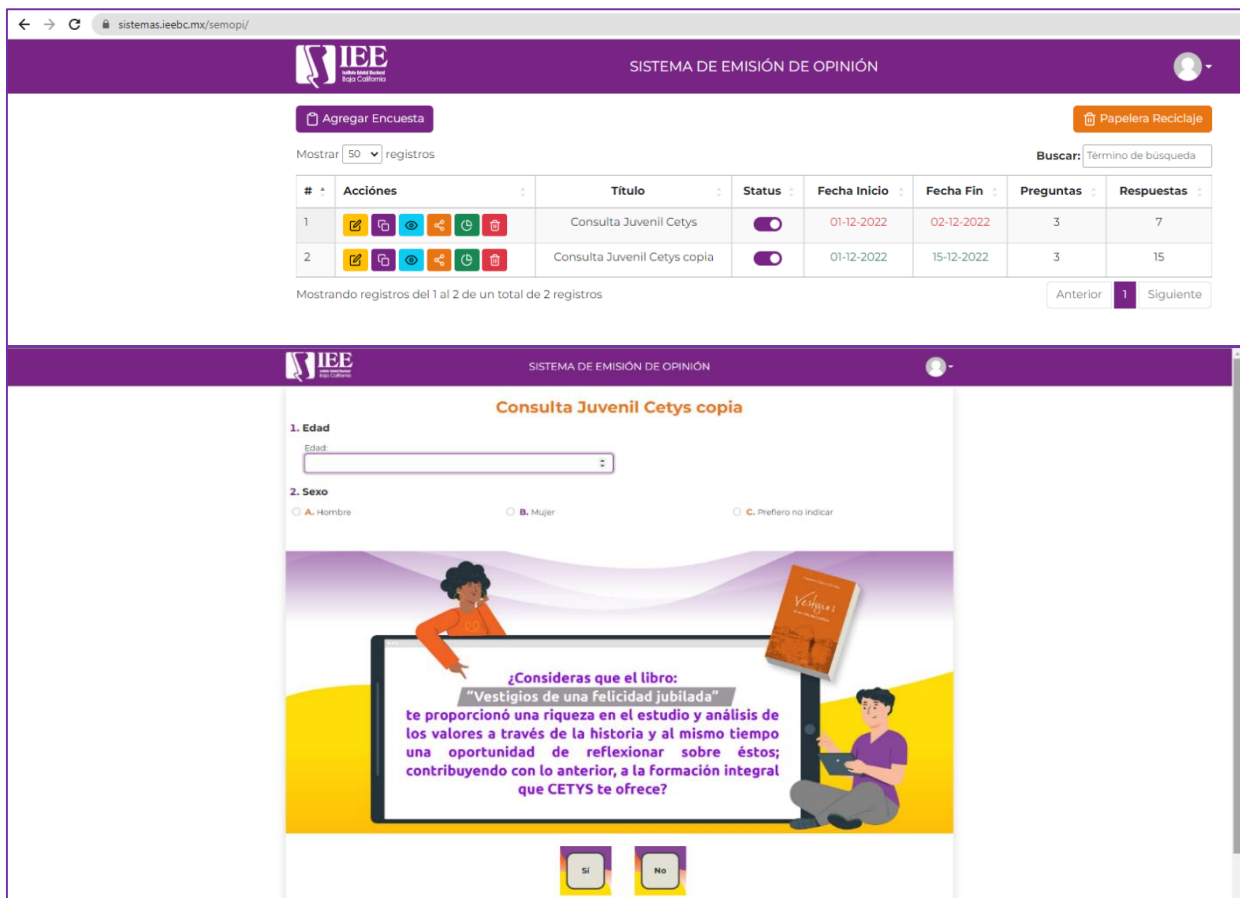 sistemas.ieebc.mx/semopi/
IEE
Instituto Estatal Electoral
Baja California
SISTEMA DE EMISIÓN DE OPINIÓN
Agregar Encuesta
Papelera Reciclaje
Mostrar 50 registros
Buscar: Término de búsqueda
# Acciónes Título Status Fecha Inicio Fecha Fin Preguntas Respuestas
1 Consulta Juvenil Cetys 01-12-2022 02-12-2022 3 7
2 Consulta Juvenil Cetys copia 01-12-2022 15-12-2022 3 15
Mostrando registros del 1 al 2 de un total de 2 registros
Anterior 1 Siguiente
IEE
Baja California
SISTEMA DE EMISIÓN DE OPINIÓN
Consulta Juvenil Cetys copia
1. Edad
Edad:
2. Sexo
A. Hombre B. Mujer C. Prefiero no indicar
Vestigios
¿Consideras que el libro:
"Vestigios de una felicidad jubilada"
te proporcionó una riqueza en el estudio y análisis de
los valores a través de la historia y al mismo tiempo
una oportunidad de reflexionar sobre éstos;
contribuyendo con lo anterior, a la formación integral
que CETYS te ofrece?
Sí No